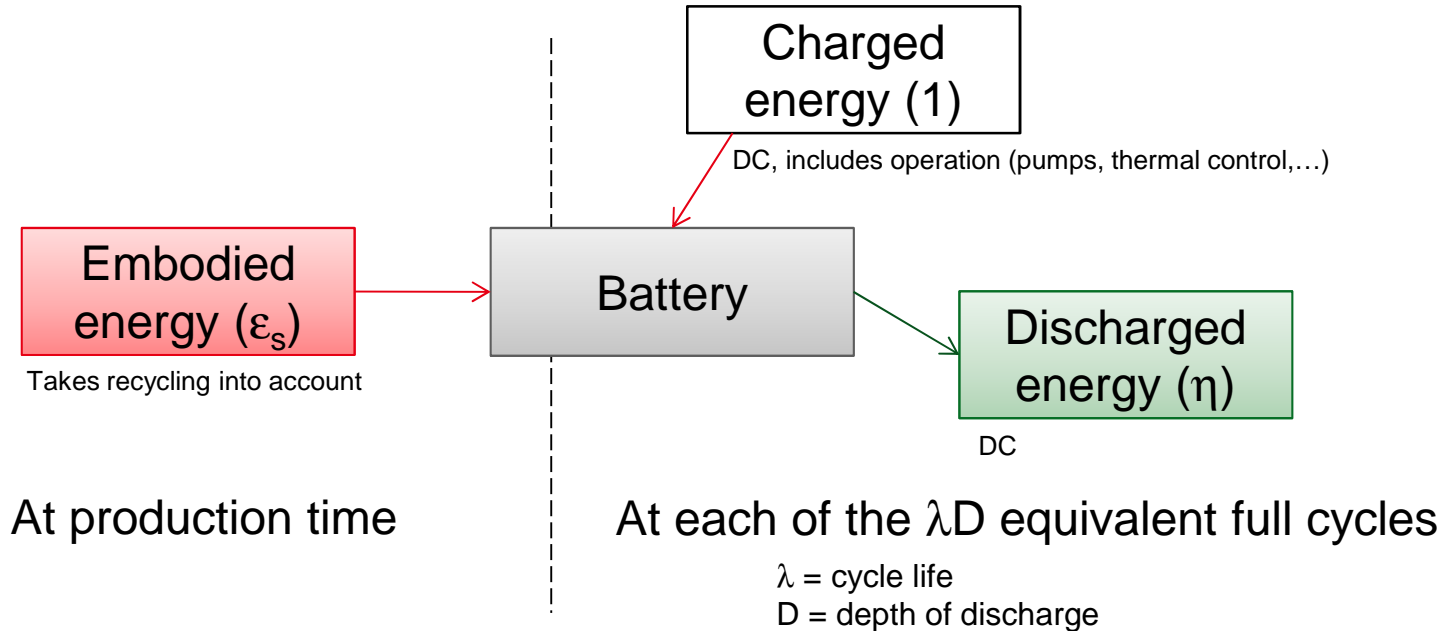 Charged
energy (1)
DC, includes operation (pumps, thermal control,…)
Embodied
energy (εs)
Takes recycling into account
Battery
Discharged
energy (η)
DC
At production time
At each of the λD equivalent full cycles
λ = cycle life
D = depth of discharge